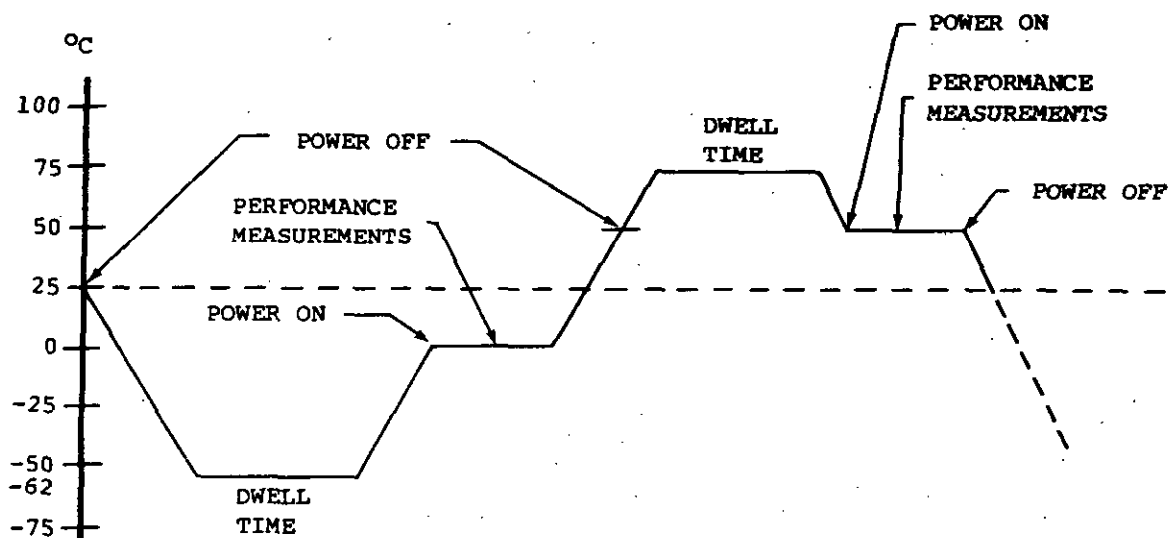 POWER ON
°C
PERFORMANCE
MEASUREMENTS
100
DWELL
TIME
POWER OFF
75
POWER OFF
PERFORMANCE
MEASUREMENTS
50
25
POWER ON
0
-25
-50
-62
DWELL
TIME
-75